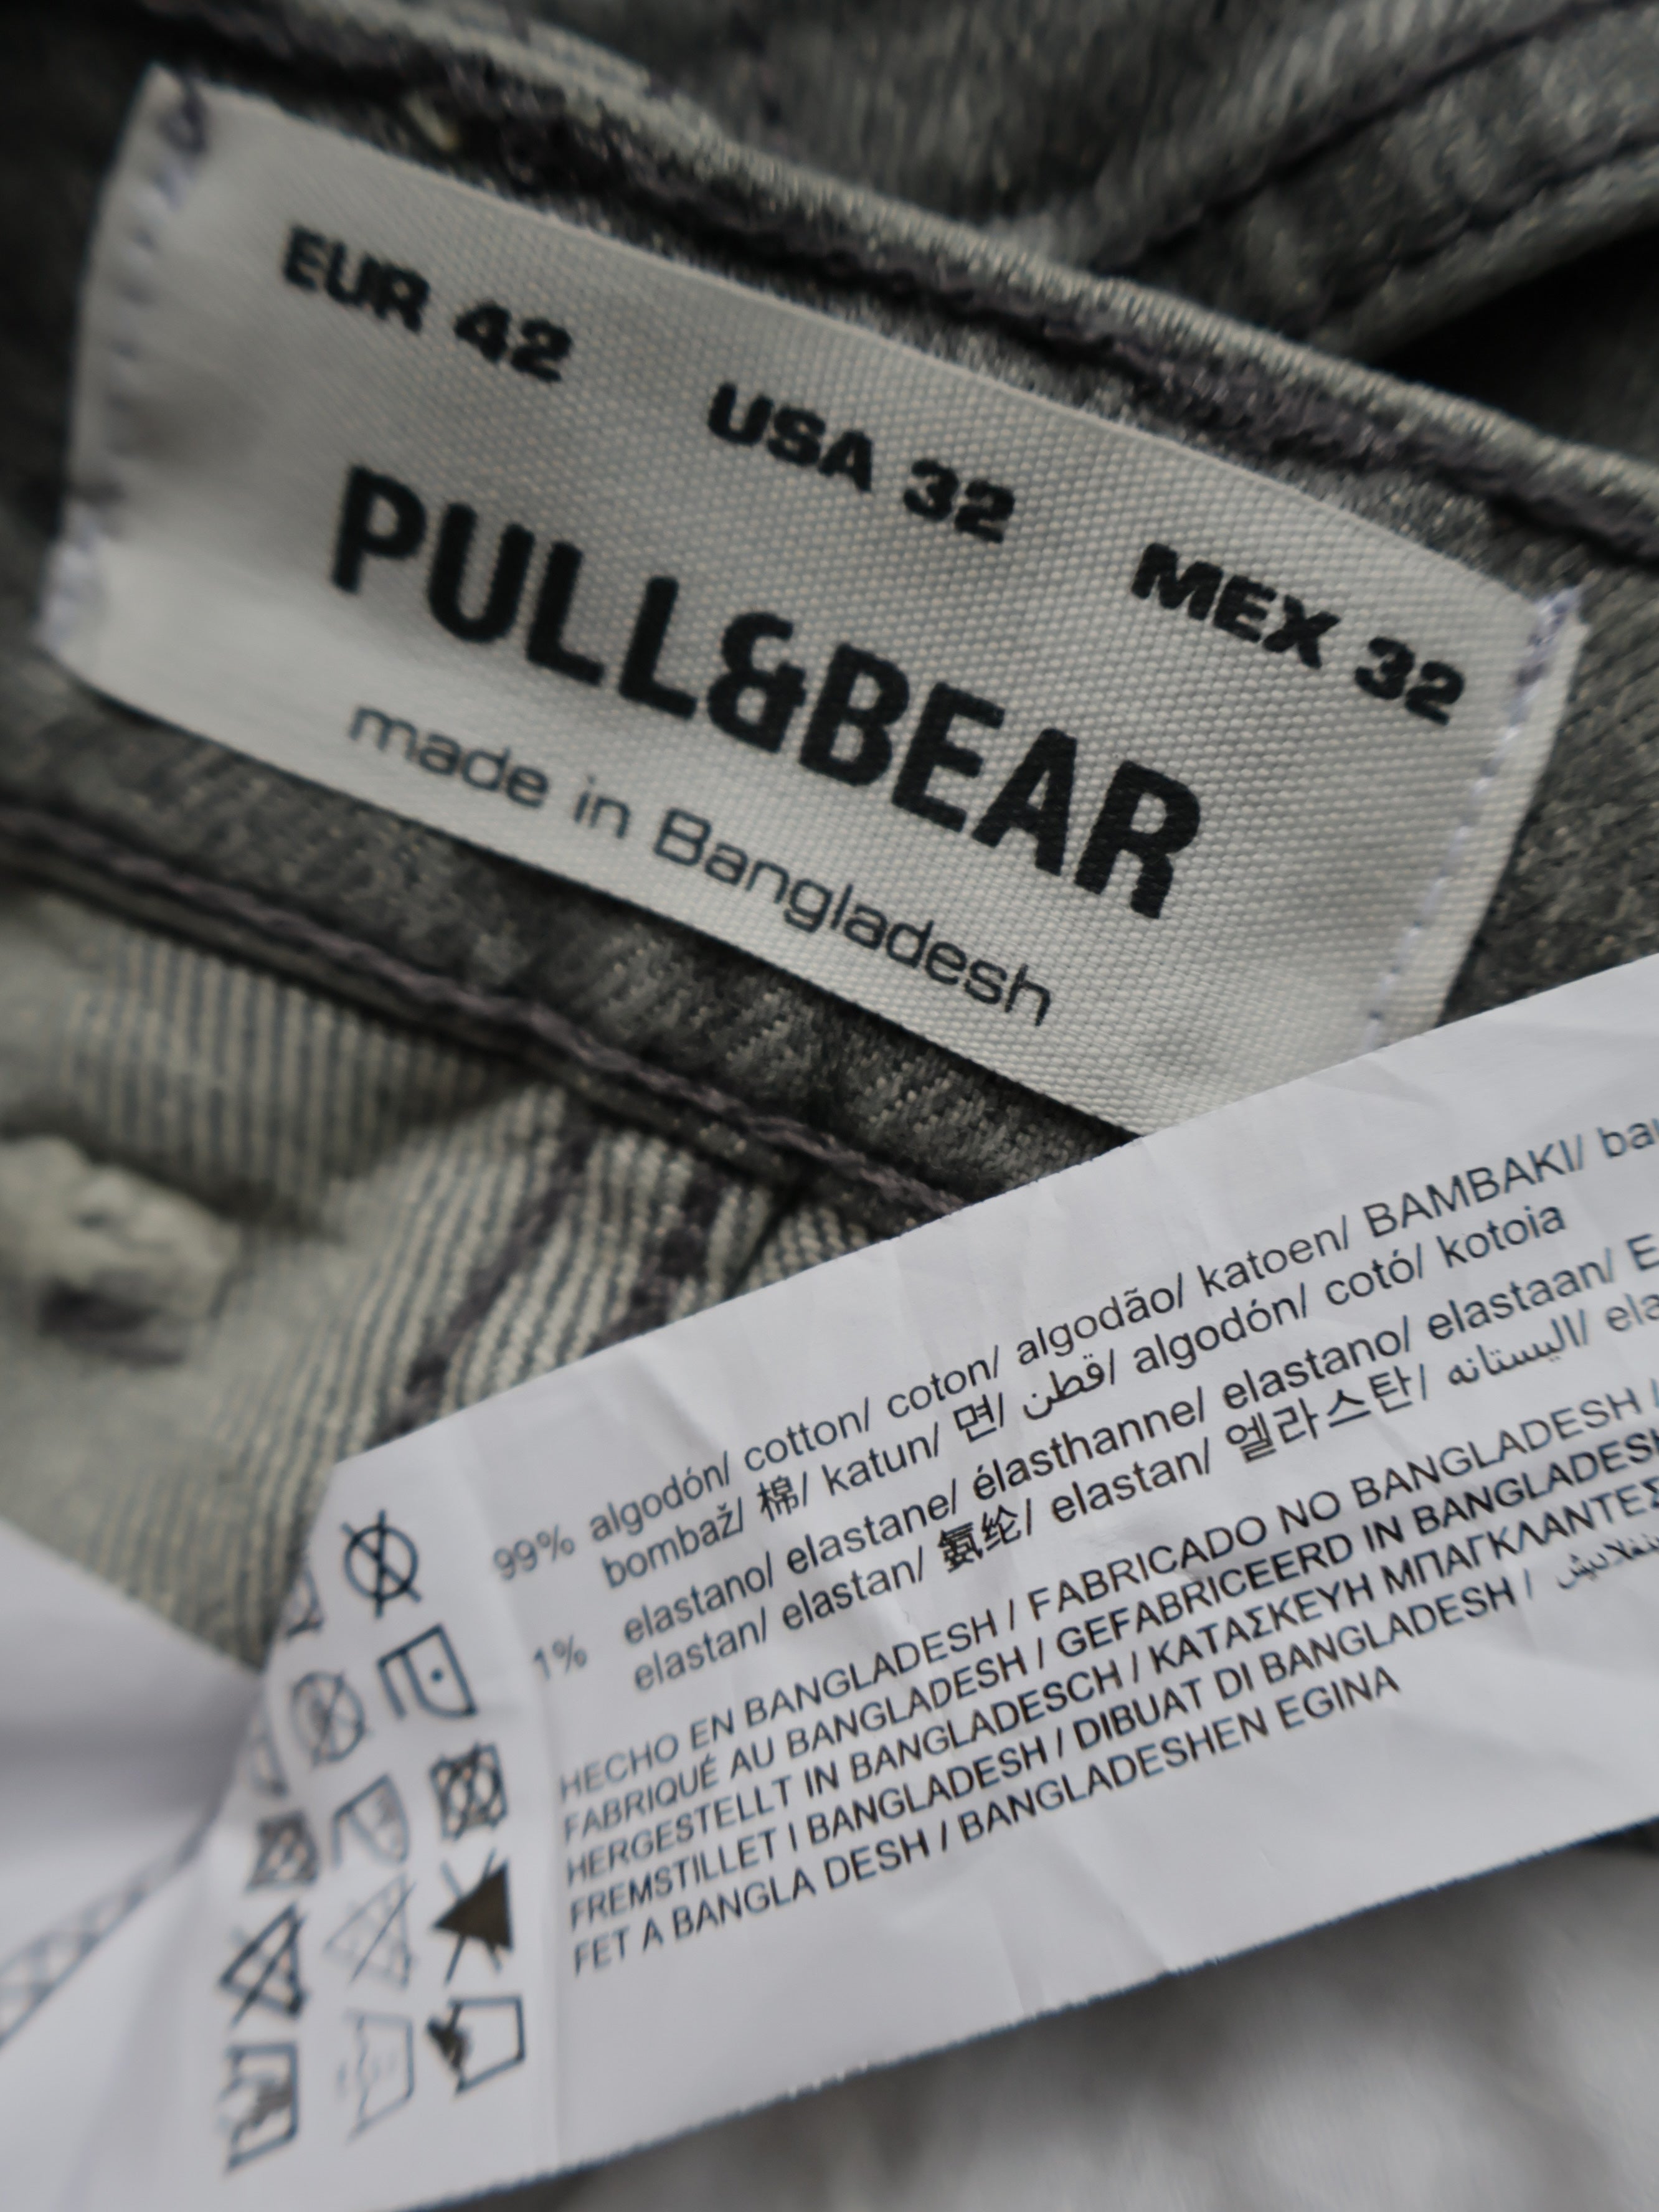 EUR 42 USA 32 MEX 32
PULL&BEAR
made in Bangladesh
99% algodón/ cotton/ coton/ algodão/ katoen/ BAMBAKI/
bombaž/ 棉/ katun/ 면/ قطن/ algodón/ cotó/ kotoia
1% elastano/ elastane/ élasthanne/ elastano/ elastaan/
elastan/ elastan/ 氨纶/ elastan/ 엘라스탄/ اليستانه/
HECHO EN BANGLADESH / FABRICADO NO BANGLADESH /
FABRIQUÉ AU BANGLADESH / GEFABRICEERD IN BANGLADESH
HERGESTELLT IN BANGLADESCH / ΚΑΤΑΣΚΕΥΗ ΜΠΑΓΚΛΑΝΤΕΣ
FREMSTILLET I BANGLADESH / DIBUAT DI BANGLADESH /
FET A BANGLA DESH / BANGLADESHEN EGINA